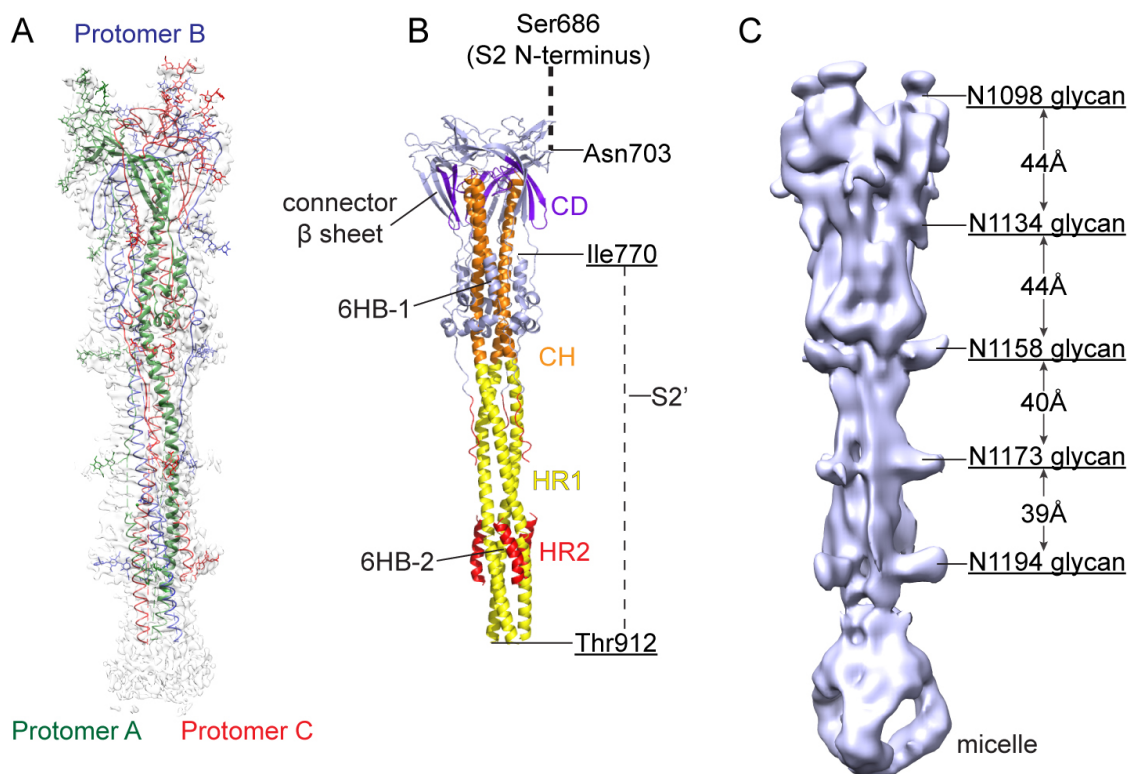 A
Protomer B
Protomer A
Protomer C
B
Ser686
(S2 N-terminus)
Asn703
connector
β sheet
CD
Ile770
6HB-1
CH
S2’
HR1
6HB-2
HR2
Thr912
C
N1098 glycan
44Å
N1134 glycan
44Å
N1158 glycan
40Å
N1173 glycan
39Å
N1194 glycan
micelle